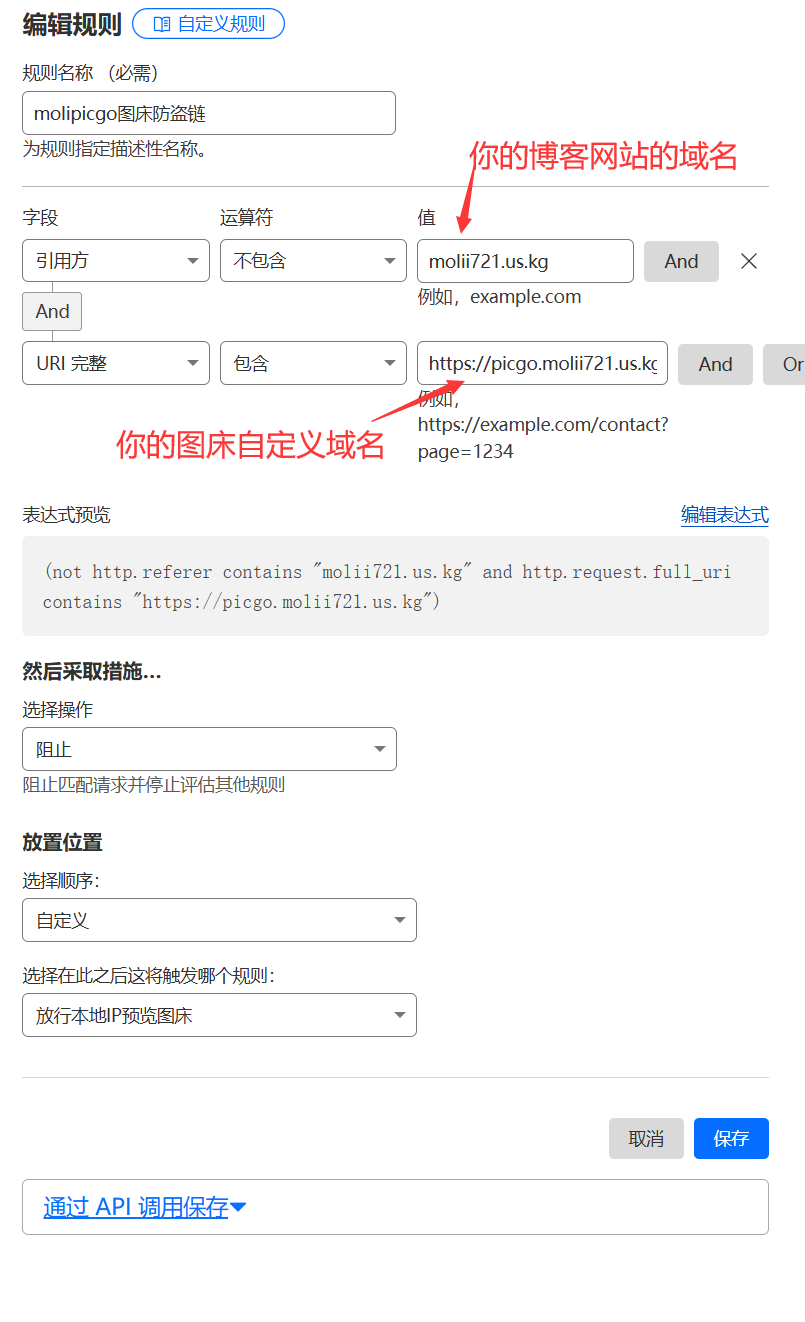 编辑规则 自定义规则
规则名称 （必需）
molipicgo图床防盗链
为规则指定描述性名称。
你的博客网站的域名
字段 运算符 值
引用方 不包含 molii721.us.kg And
例如，example.com
And
URI 完整 包含 https://picgo.molii721.us.kg And Or
例如，
https://example.com/contact?
page=1234
你的图床自定义域名
表达式预览 编辑表达式
(not http.referer contains "molii721.us.kg" and http.request.full_uri
contains "https://picgo.molii721.us.kg")
然后采取措施...
选择操作
阻止
阻止匹配请求并停止评估其他规则
放置位置
选择顺序：
自定义
选择在此之后这将触发哪个规则：
放行本地IP预览图床
取消 保存
通过 API 调用保存